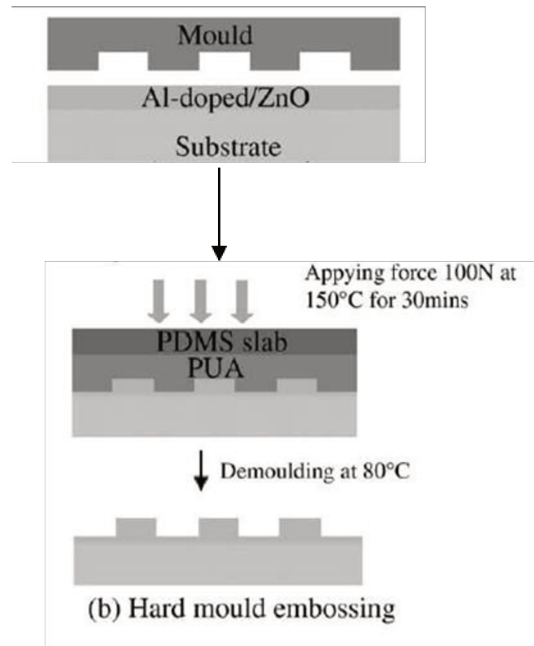 Mould
Al-doped/ZnO
Substrate
Appying force 100N at
150°C for 30mins
PDMS slab
PUA
Demoulding at 80°C
(b) Hard mould embossing